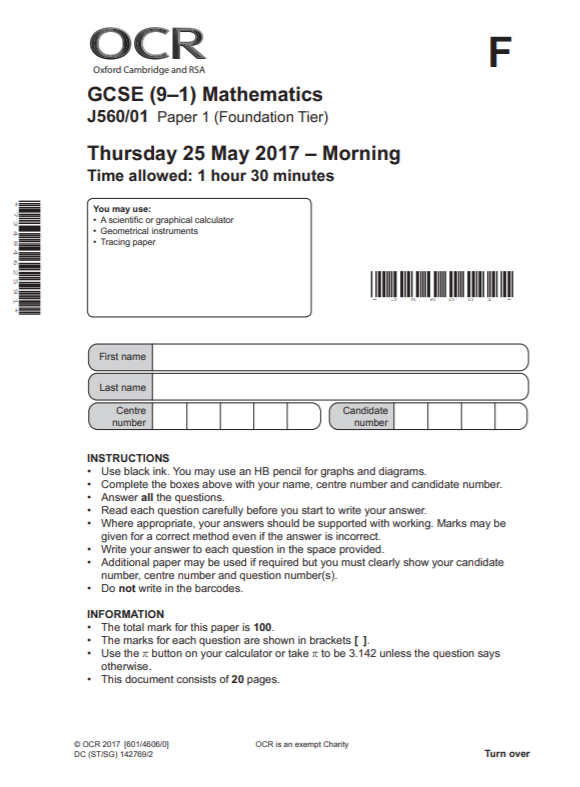 OCR
Oxford Cambridge and RSA
F
GCSE (9–1) Mathematics
J560/01 Paper 1 (Foundation Tier)
Thursday 25 May 2017 – Morning
Time allowed: 1 hour 30 minutes
You may use:
• A scientific or graphical calculator
• Geometrical instruments
• Tracing paper
First name
Last name
Centre
number
Candidate
number
INSTRUCTIONS
• Use black ink. You may use an HB pencil for graphs and diagrams.
• Complete the boxes above with your name, centre number and candidate number.
• Answer all the questions.
• Read each question carefully before you start to write your answer.
• Where appropriate, your answers should be supported with working. Marks may be
given for a correct method even if the answer is incorrect.
• Write your answer to each question in the space provided.
• Additional paper may be used if required but you must clearly show your candidate
number, centre number and question number(s).
• Do not write in the barcodes.
INFORMATION
• The total mark for this paper is 100.
• The marks for each question are shown in brackets [ ].
• Use the π button on your calculator or take π to be 3.142 unless the question says
otherwise.
• This document consists of 20 pages.
© OCR 2017 [601/4606/0]
DC (ST/SG) 142769/2
OCR is an exempt Charity
Turn over